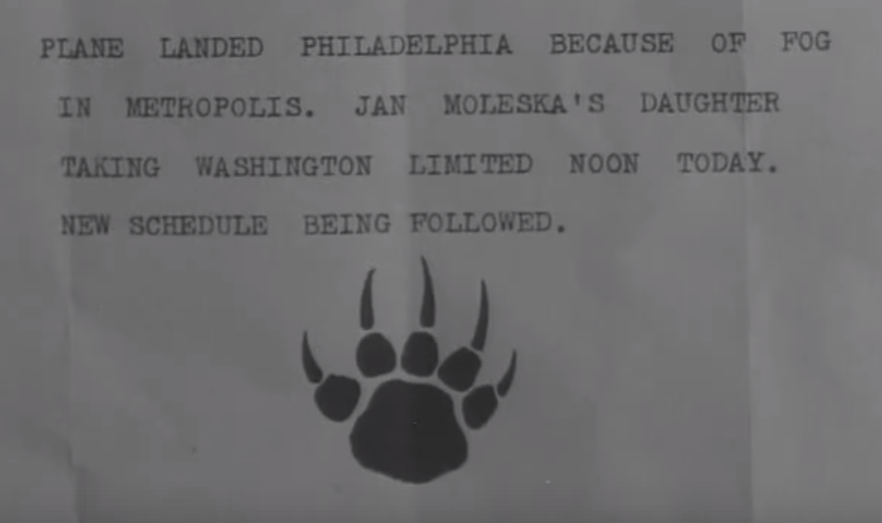 PLANE LANDED PHILADELPHIA BECAUSE OF FOG
IN METROPOLIS. JAN MOLESKA'S DAUGHTER
TAKING WASHINGTON LIMITED NOON TODAY.
NEW SCHEDULE BEING FOLLOWED.